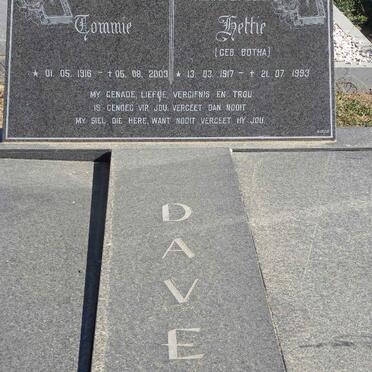 Tommie
Hettie
(GEB. BOTHA)
★ 01. 05. 1916 - ✝ 05. 08. 2003
★ 13. 03. 1917 - ✝ 21. 07. 1993
MY GENADE, LIEFDE, VERGIFNIS EN TROU
IS GENOEG VIR JOU, VERGEET DAN NOOIT
MY SIEL DIE HERE, WANT NOOIT VERGEET HY JOU.
DAVE